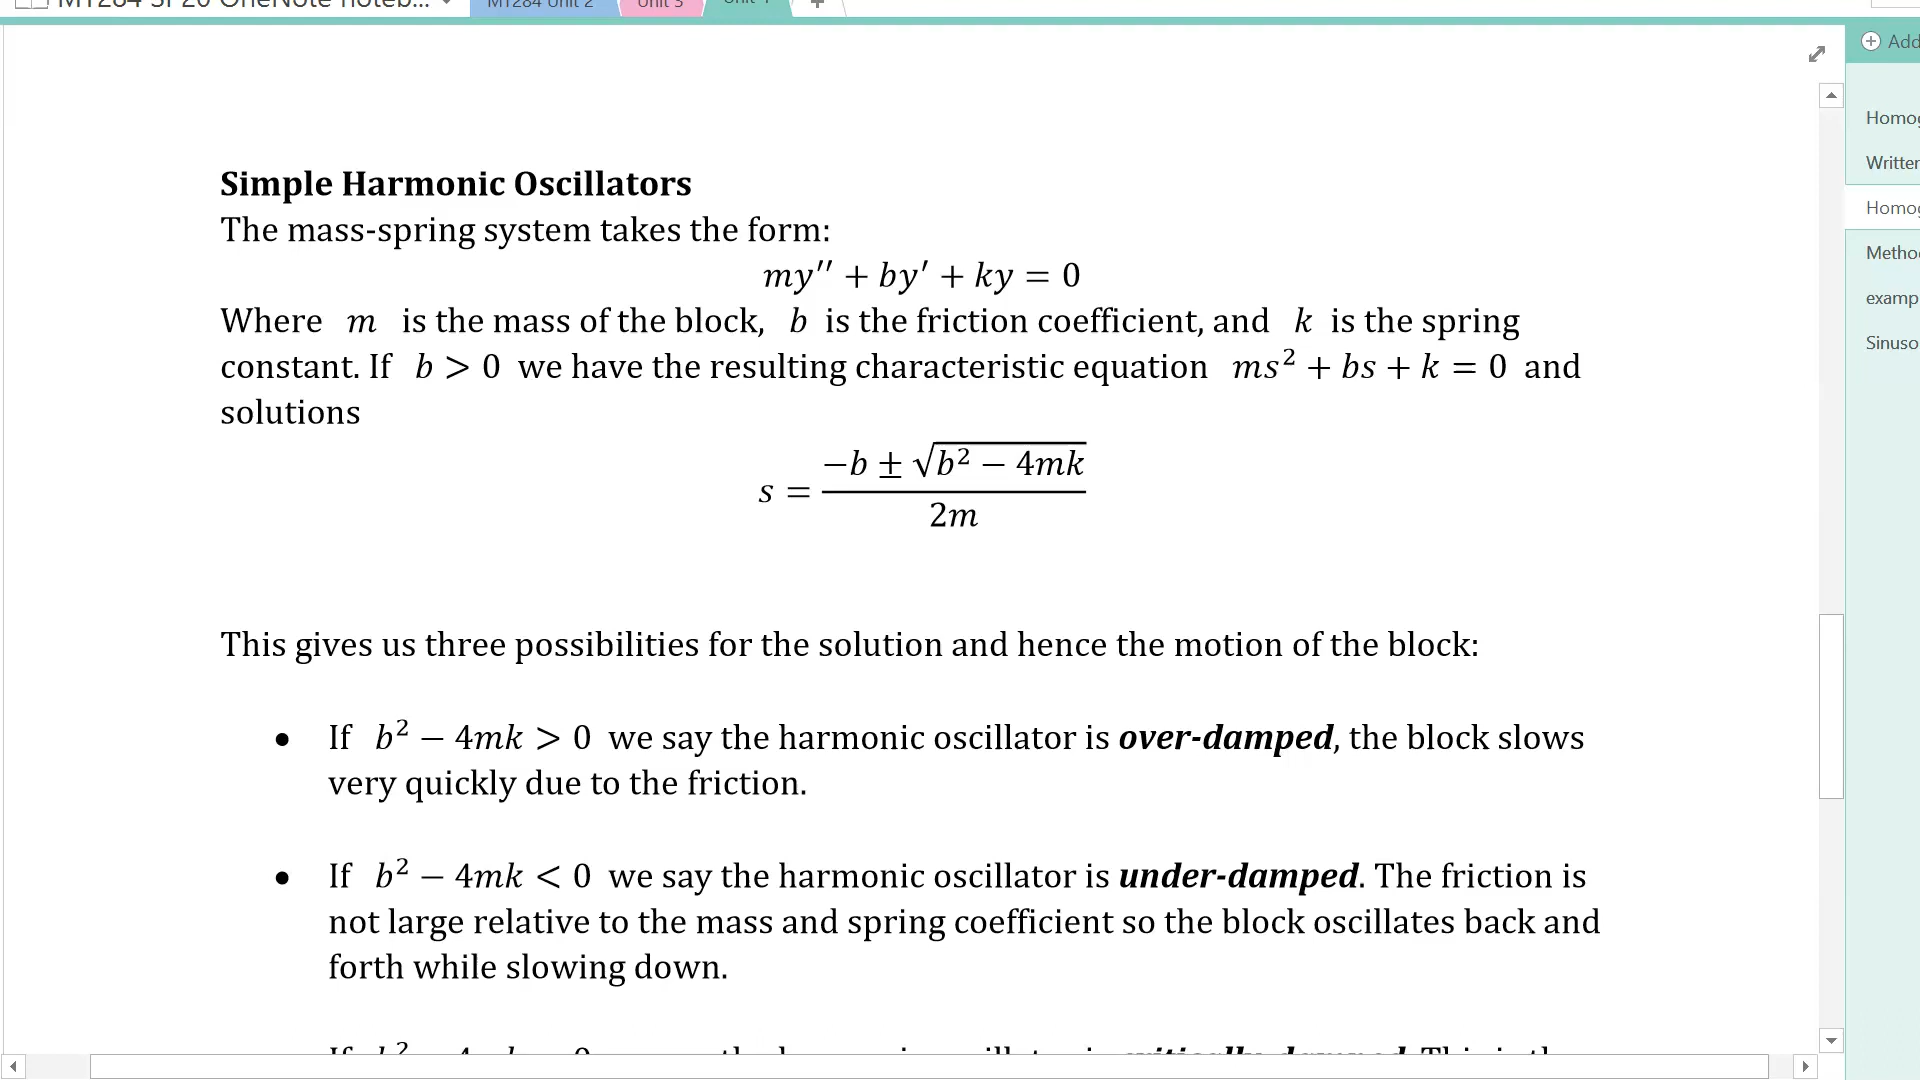 MT284 Unit 2
Unit 3
Add
Homog
Simple Harmonic Oscillators
Written
The mass-spring system takes the form:
Homog
my′′ + by′ + ky = 0
Metho
Where m is the mass of the block, b is the friction coefficient, and k is the spring
examp
constant. If b > 0 we have the resulting characteristic equation ms² + bs + k = 0 and
Sinuso
solutions
s = (−b ± √(b² − 4mk)) / 2m
This gives us three possibilities for the solution and hence the motion of the block:
• If b² − 4mk > 0 we say the harmonic oscillator is over-damped, the block slows
very quickly due to the friction.
• If b² − 4mk < 0 we say the harmonic oscillator is under-damped. The friction is
not large relative to the mass and spring coefficient so the block oscillates back and
forth while slowing down.